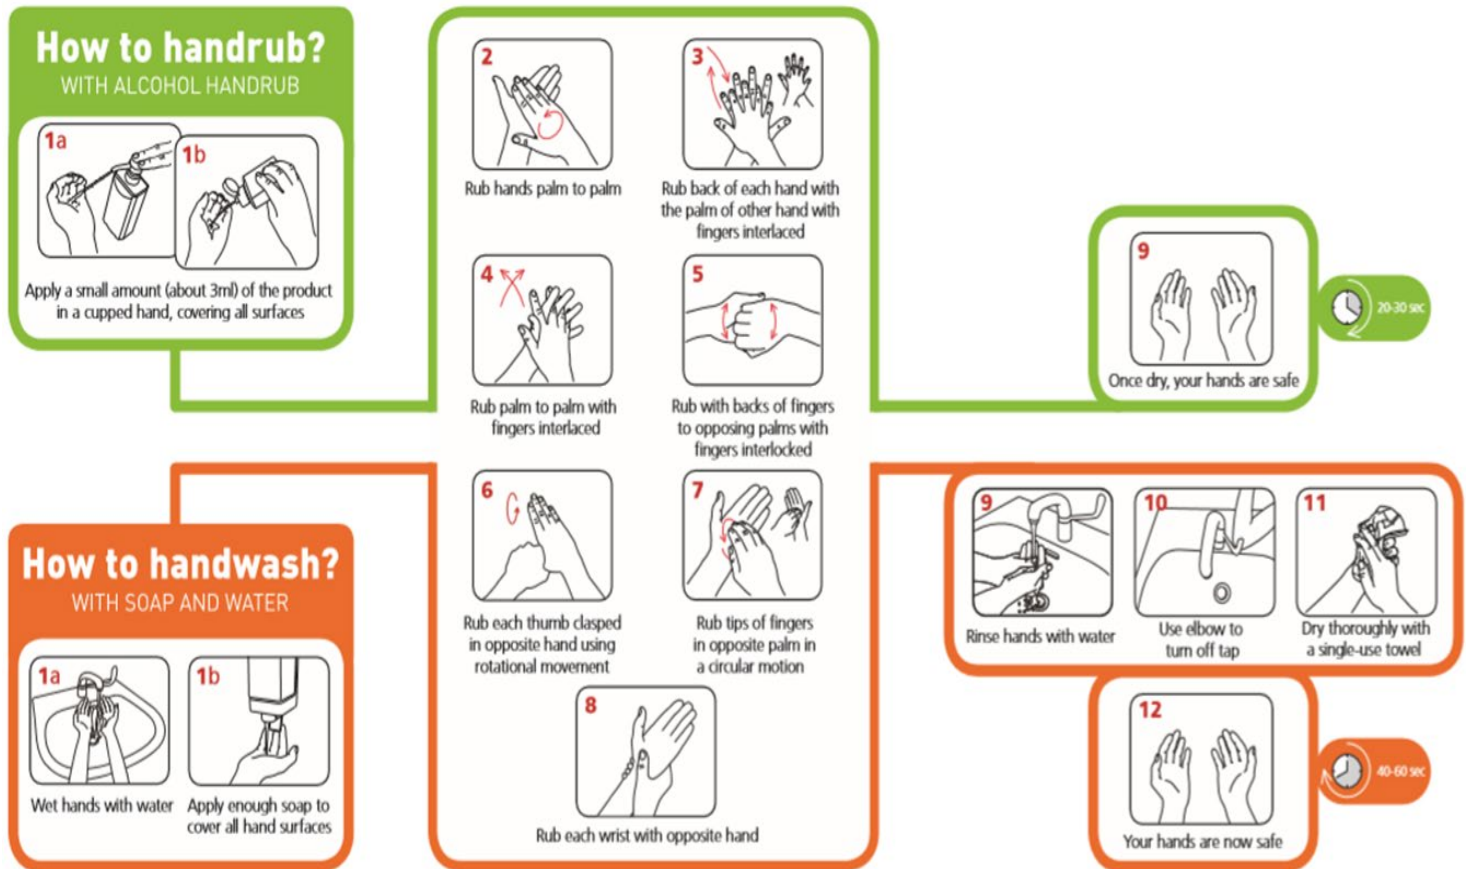 How to handrub?
WITH ALCOHOL HANDRUB
1a
1b
Apply a small amount (about 3ml) of the product
in a cupped hand, covering all surfaces
2
Rub hands palm to palm
3
Rub back of each hand with
the palm of other hand with
fingers interlaced
4
Rub palm to palm with
fingers interlaced
5
Rub with backs of fingers
to opposing palms with
fingers interlocked
6
Rub each thumb clasped
in opposite hand using
rotational movement
7
Rub tips of fingers
in opposite palm in
a circular motion
8
Rub each wrist with opposite hand
9
Once dry, your hands are safe
20-30 sec
How to handwash?
WITH SOAP AND WATER
1a
Wet hands with water
1b
Apply enough soap to
cover all hand surfaces
9
Rinse hands with water
10
Use elbow to
turn off tap
11
Dry thoroughly with
a single-use towel
12
Your hands are now safe
40-60 sec